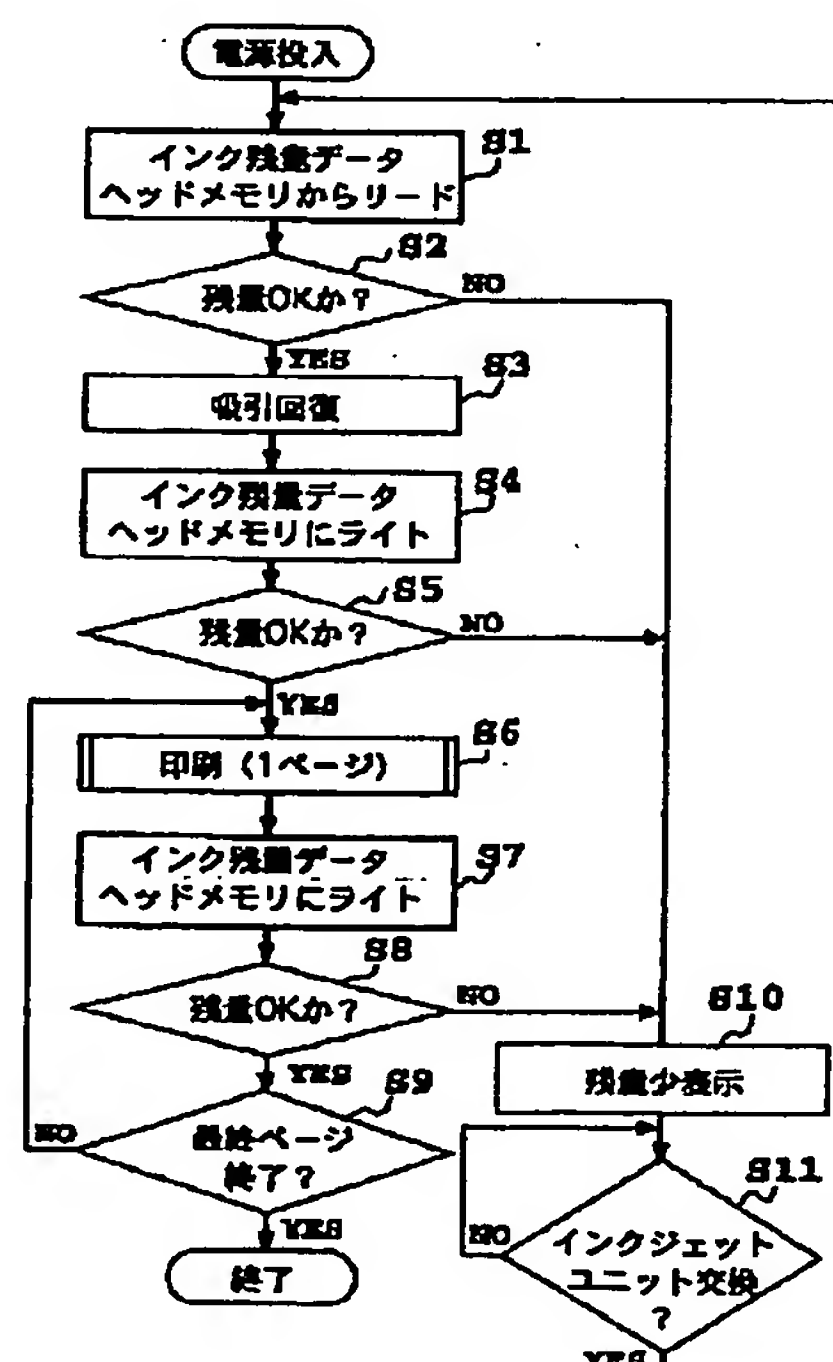 電源投入
インク残量データ
ヘッドメモリからリード
S1
残量OKか?
S2
NO
YES
吸引回復
S3
インク残量データ
ヘッドメモリにライト
S4
残量OKか?
S5
NO
YES
印刷(1ページ)
S6
インク残量データ
ヘッドメモリにライト
S7
残量OKか?
S8
NO
YES
最終ページ
終了?
S9
NO
YES
終了
残量少表示
S10
インクジェット
ユニット交換
?
S11
NO
YES